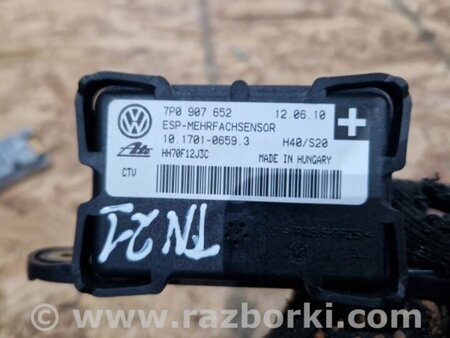 7P0 907 652 12.06.10
ESP-MEHRFACHSENSOR
10.1701-0659.3 H40/S20
Ate HH70F12J3C MADE IN HUNGARY
CTV
TN 21
www.razborki.com